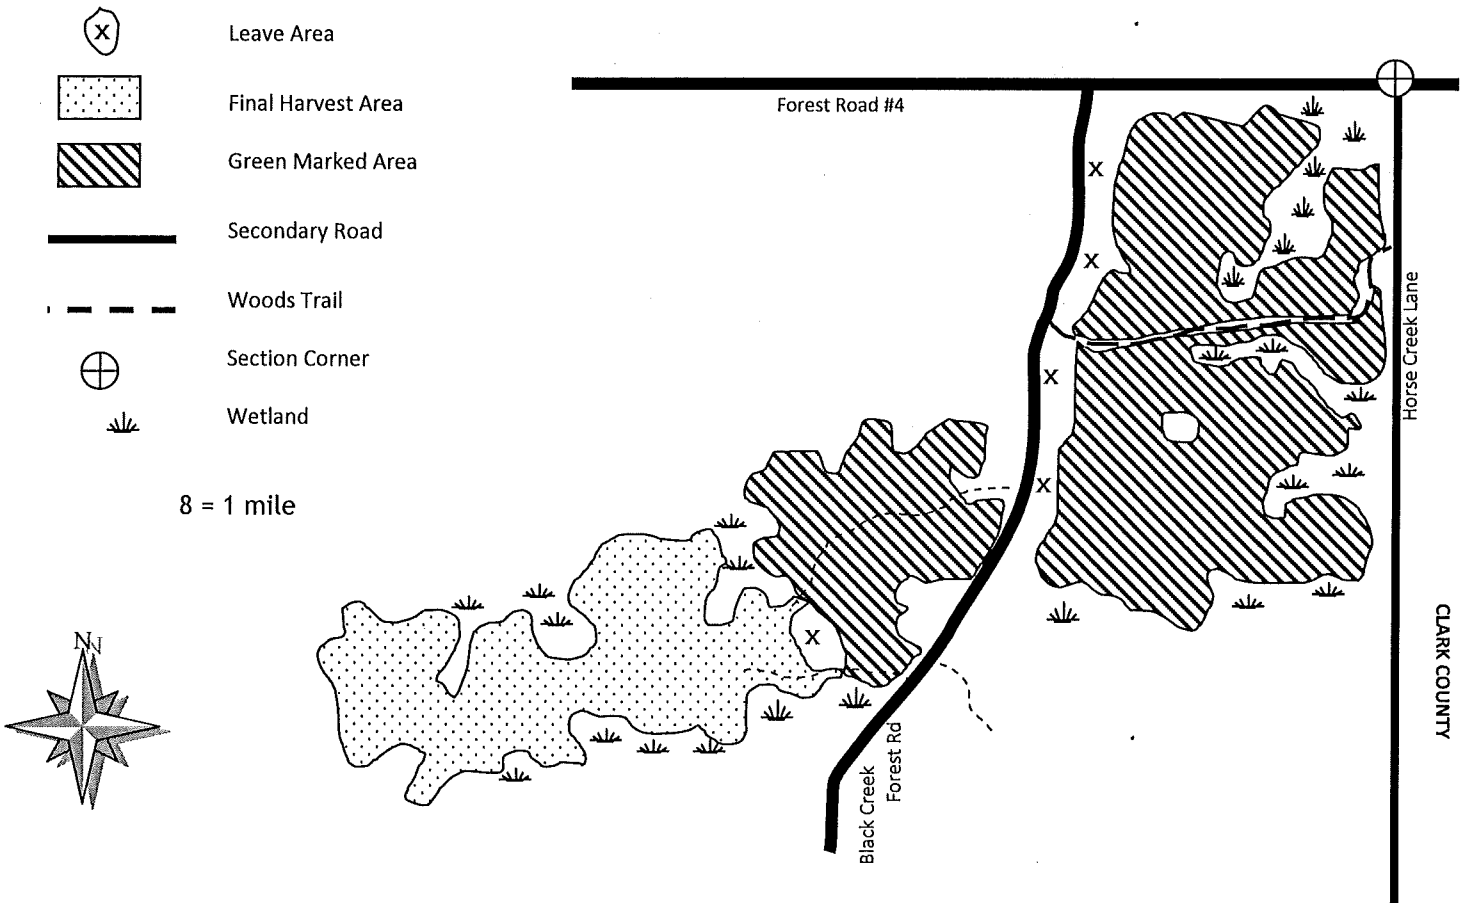 X
Leave Area
Final Harvest Area
Green Marked Area
Secondary Road
Woods Trail
Section Corner
Wetland
8 = 1 mile
NN
Forest Road #4
X
X
X
X
X
Horse Creek Lane
CLARK COUNTY
Black Creek
Forest Rd